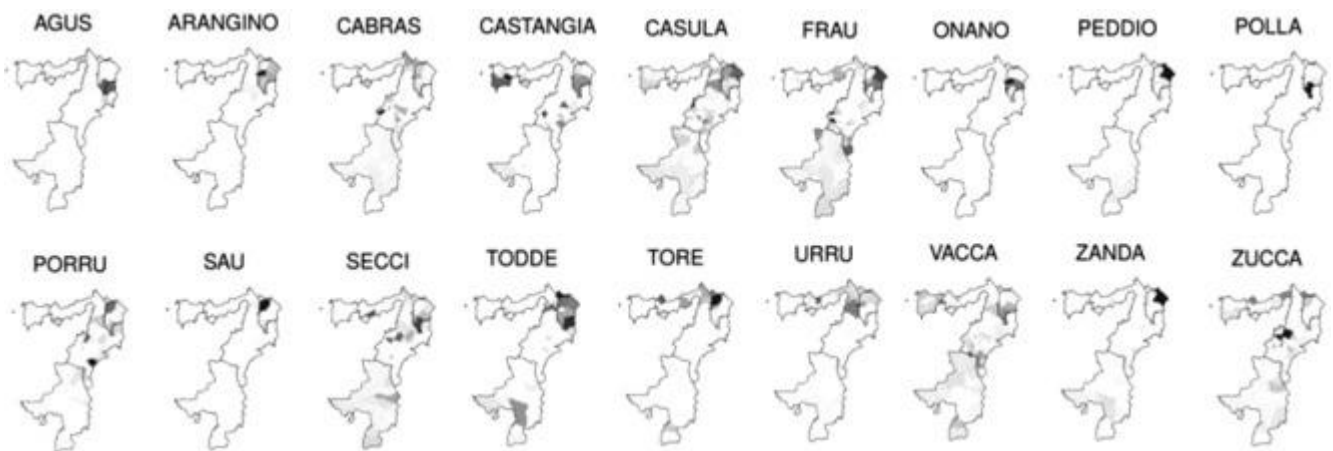 AGUS ARANGINO CABRAS CASTANGIA CASULA FRAU ONANO PEDDIO POLLA
PORRU SAU SECCI TODDE TORE URRU VACCA ZANDA ZUCCA